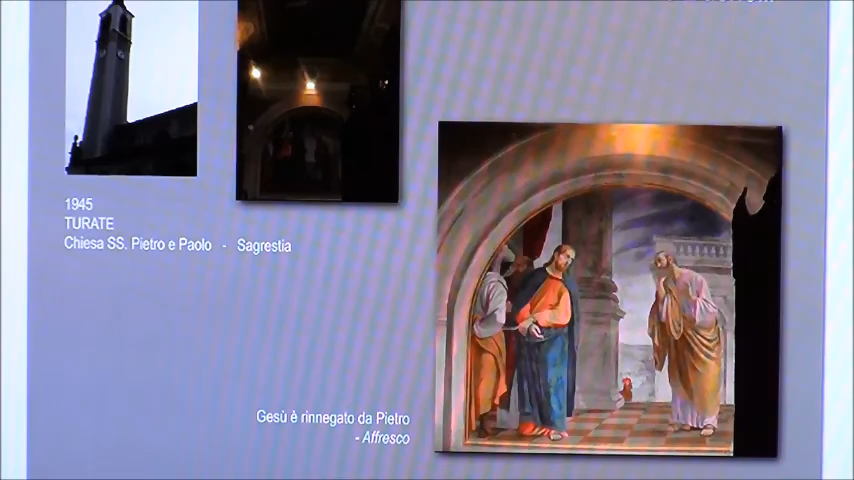 1945
TURATE
Chiesa SS. Pietro e Paolo - Sagrestia
Gesù è rinnegato da Pietro
- Affresco